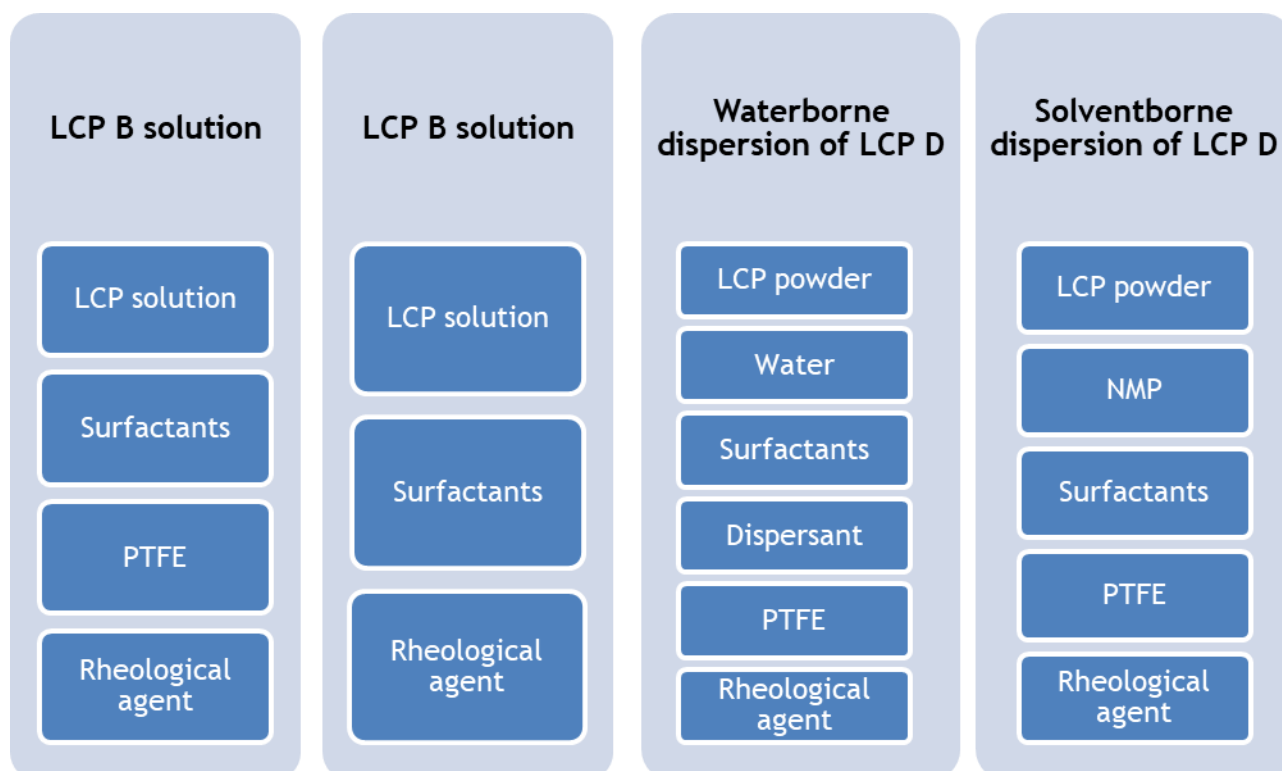 LCP B solution
LCP solution
Surfactants
PTFE
Rheological
agent
LCP B solution
LCP solution
Surfactants
Rheological
agent
Waterborne
dispersion of LCP D
LCP powder
Water
Surfactants
Dispersant
PTFE
Rheological
agent
Solventborne
dispersion of LCP D
LCP powder
NMP
Surfactants
PTFE
Rheological
agent